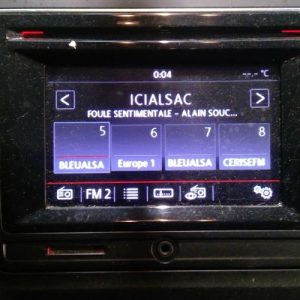 0:04
--,- °C
ICIALSAC
FOULE SENTIMENTALE - ALAIN SOUC...
5 6 7 8
BLEUALSA Europe 1 BLEUALSA CERISEFM
FM 2